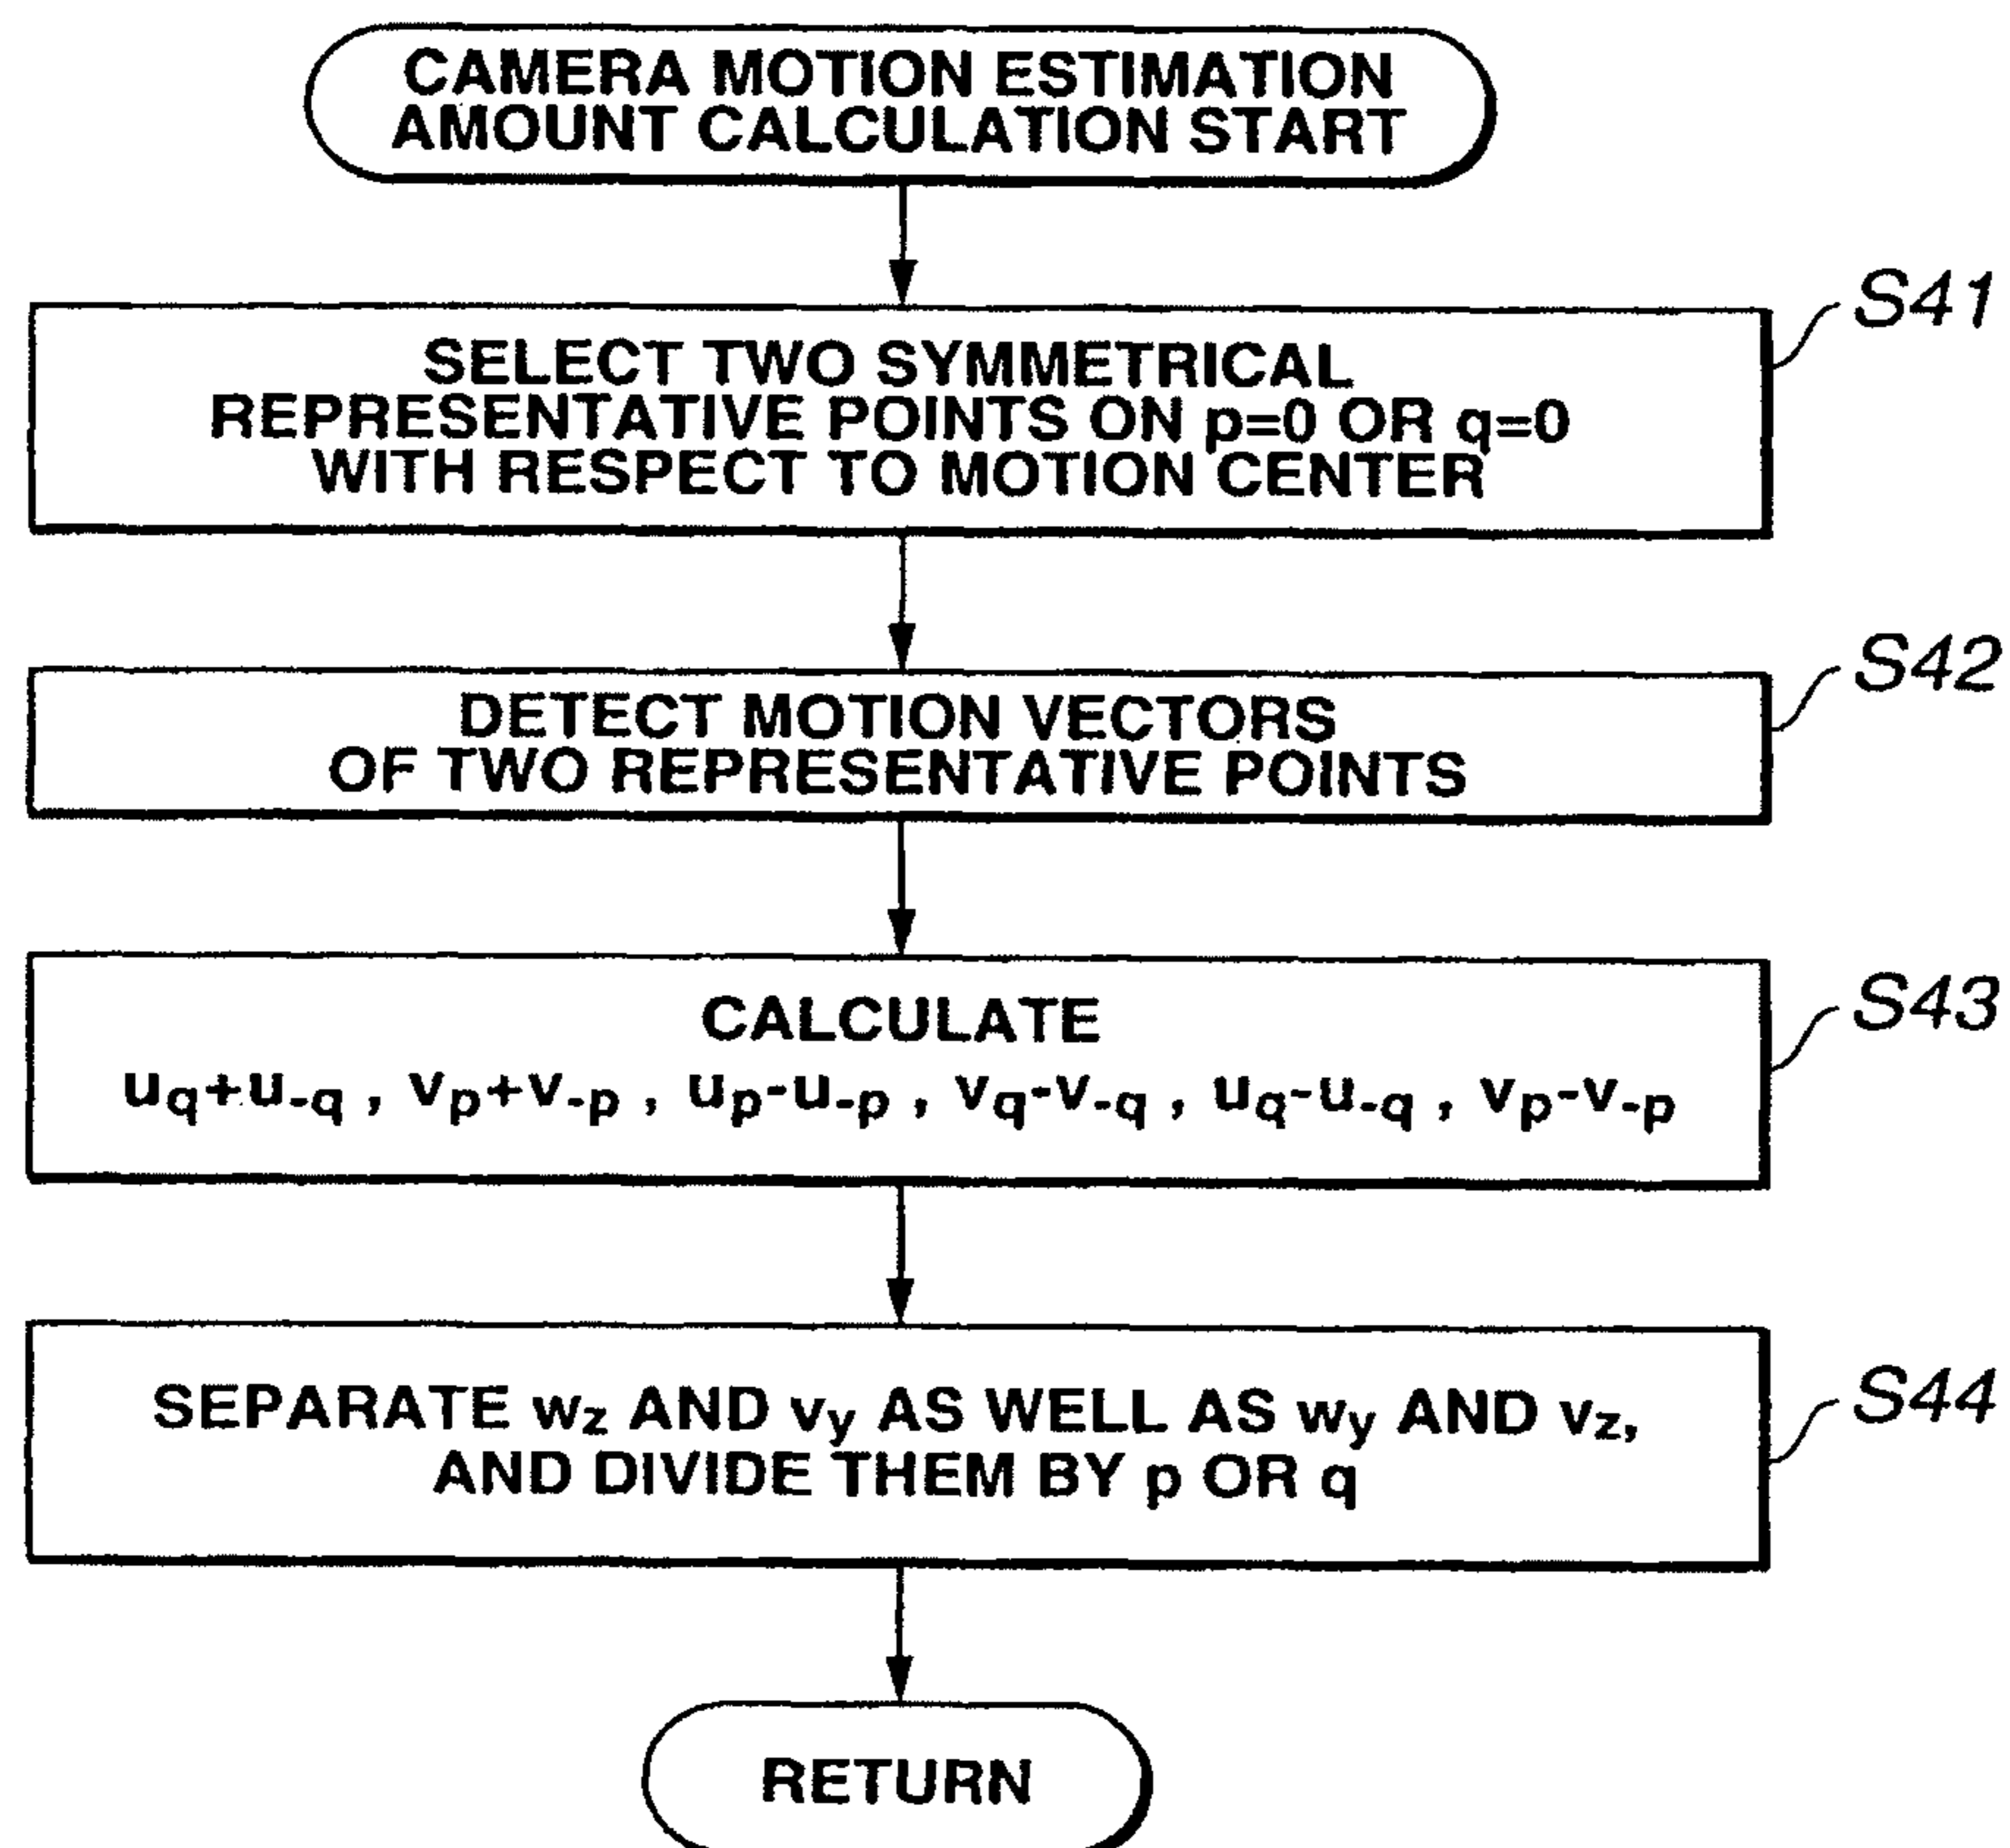 CAMERA MOTION ESTIMATION
AMOUNT CALCULATION START
S41
SELECT TWO SYMMETRICAL
REPRESENTATIVE POINTS ON p=0 OR q=0
WITH RESPECT TO MOTION CENTER
S42
DETECT MOTION VECTORS
OF TWO REPRESENTATIVE POINTS
S43
CALCULATE
uq+u-q , vp+v-p , up-u-p , vq-v-q , uq-u-q , vp-v-p
S44
SEPARATE wz AND vy AS WELL AS wy AND vz,
AND DIVIDE THEM BY p OR q
RETURN